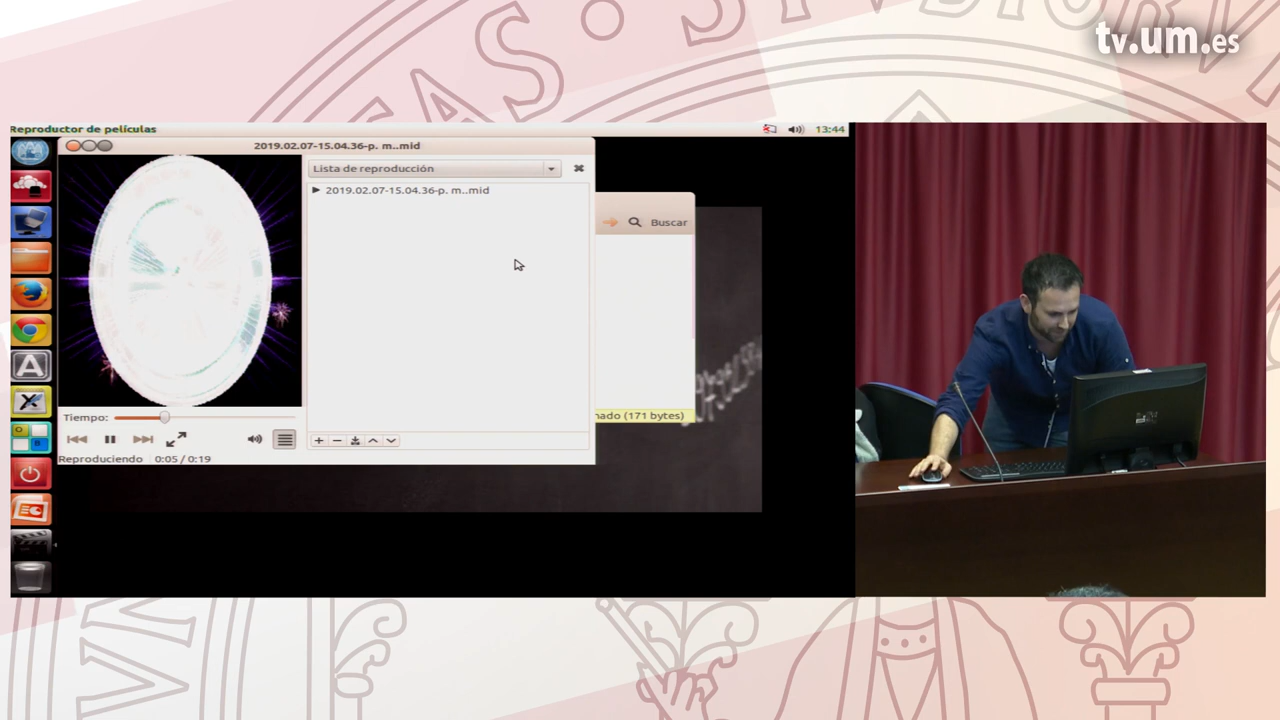 tv.um.es
Reproductor de películas
13:44
2019.02.07-15.04.36-p. m..mid
Lista de reproducción
2019.02.07-15.04.36-p. m..mid
Buscar
nado (171 bytes)
Tiempo:
Reproduciendo 0:05 / 0:19